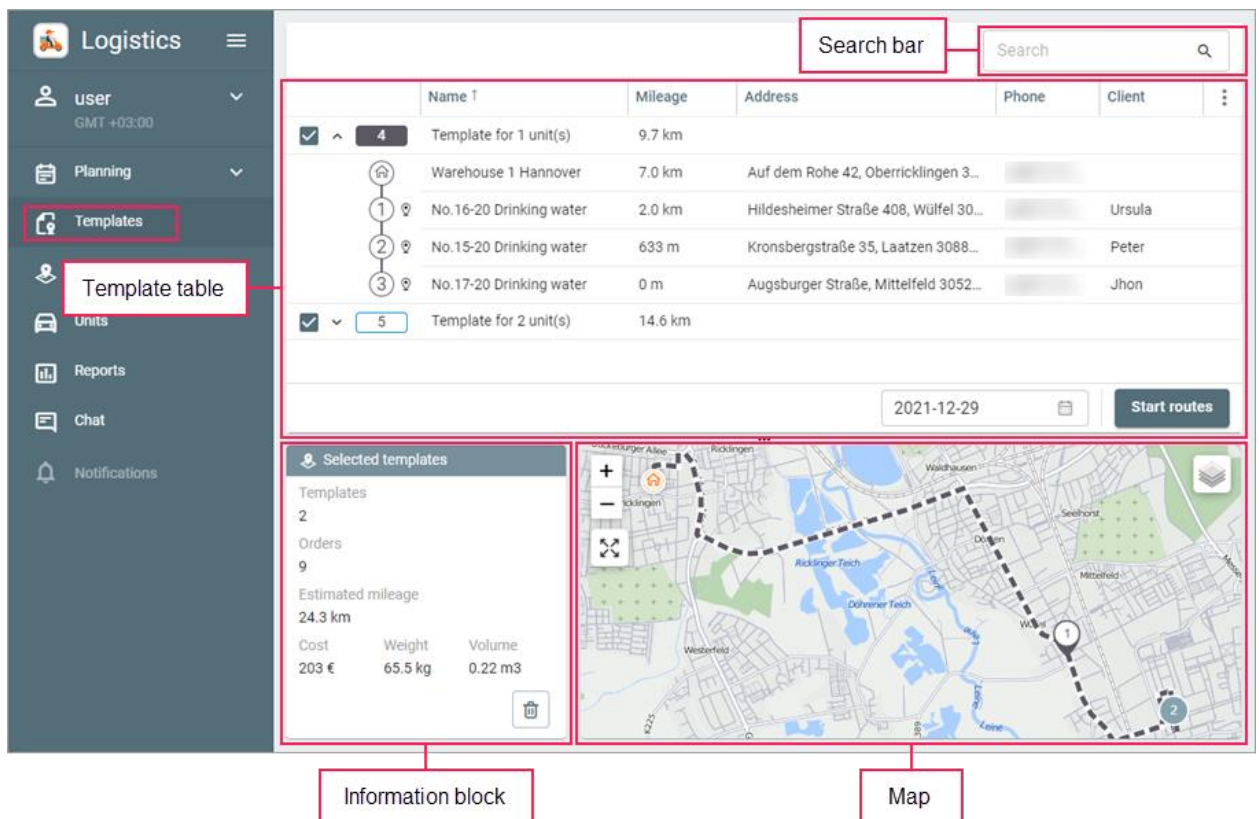 Logistics
Search bar
Search
user
GMT +03:00
Name ↑ Mileage Address Phone Client
4 Template for 1 unit(s) 9.7 km
Planning
Warehouse 1 Hannover 7.0 km Auf dem Rohe 42, Oberricklingen 3...
Templates
1 No.16-20 Drinking water 2.0 km Hildesheimer Straße 408, Wülfel 30... Ursula
2 No.15-20 Drinking water 633 m Kronsbergstraße 35, Laatzen 3088... Peter
Template table
3 No.17-20 Drinking water 0 m Augsburger Straße, Mittelfeld 3052... Jhon
Units
5 Template for 2 unit(s) 14.6 km
Reports
2021-12-29 Start routes
Chat
Notifications
Selected templates
Templates
2
Orders
9
Estimated mileage
24.3 km
Cost Weight Volume
203 € 65.5 kg 0.22 m3
Ricklingen
Waldhausen
Seelhorst
Ricklinger Teich
Mittelfeld
Döhrener Teich
Leine
1
Westerfeld
2
K225
389
Leine
Information block
Map